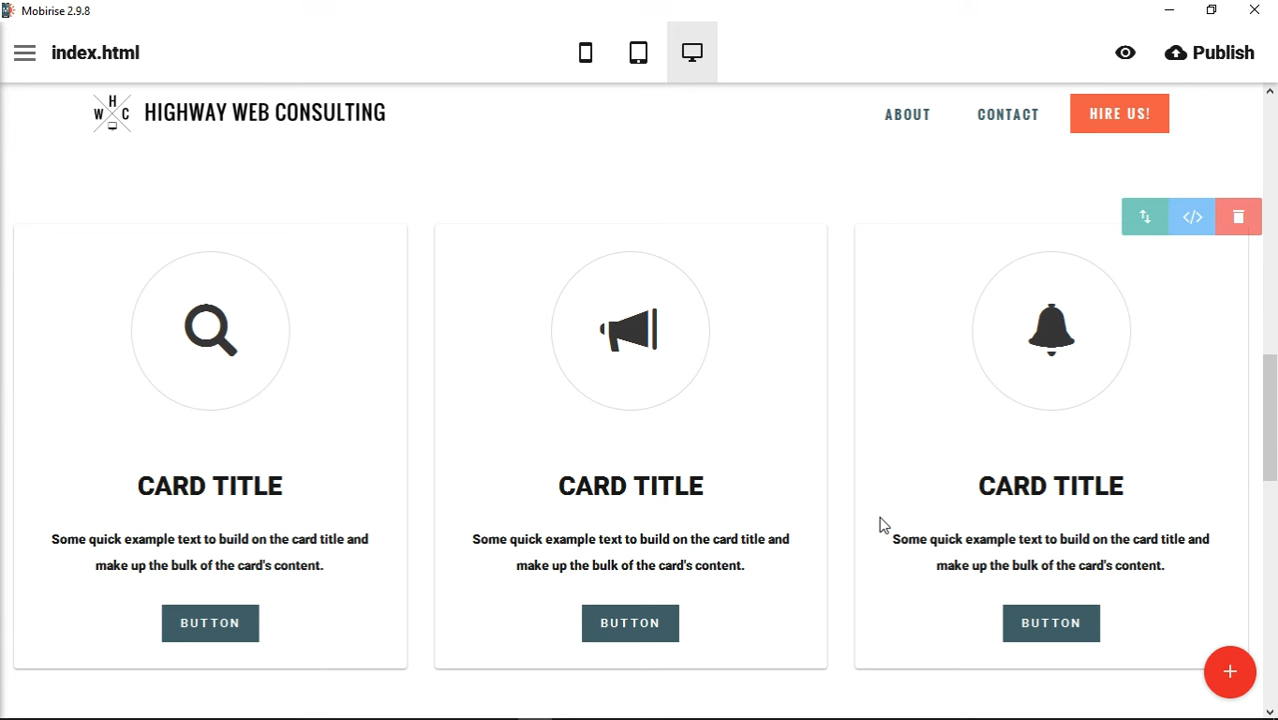 Mobirise 2.9.8
index.html
Publish
W H C HIGHWAY WEB CONSULTING
ABOUT
CONTACT
HIRE US!
</>
CARD TITLE
Some quick example text to build on the card title and
make up the bulk of the card's content.
BUTTON
CARD TITLE
Some quick example text to build on the card title and
make up the bulk of the card's content.
BUTTON
CARD TITLE
Some quick example text to build on the card title and
make up the bulk of the card's content.
BUTTON
+